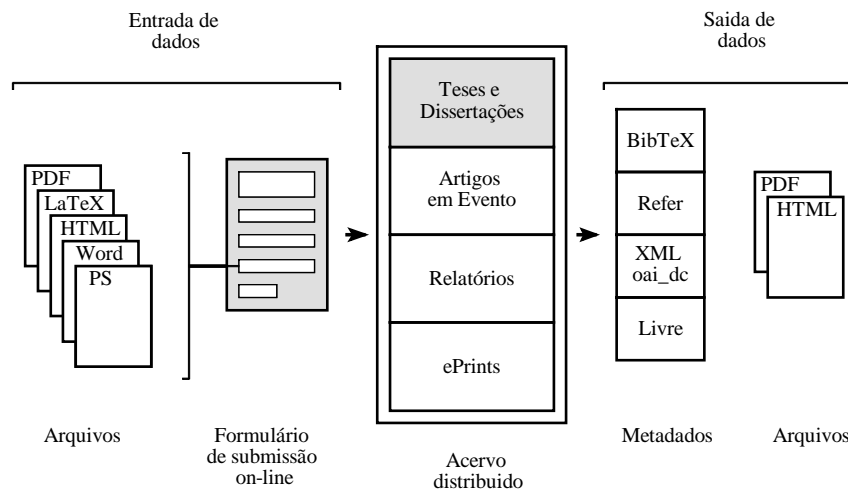 Entrada de
dados
Saida de
dados
PDF
LaTeX
HTML
Word
PS
Teses e
Dissertações
Artigos
em Evento
Relatórios
ePrints
BibTeX
Refer
XML
oai_dc
Livre
PDF
HTML
Arquivos
Formulário
de submissão
on-line
Acervo
distribuido
Metadados
Arquivos